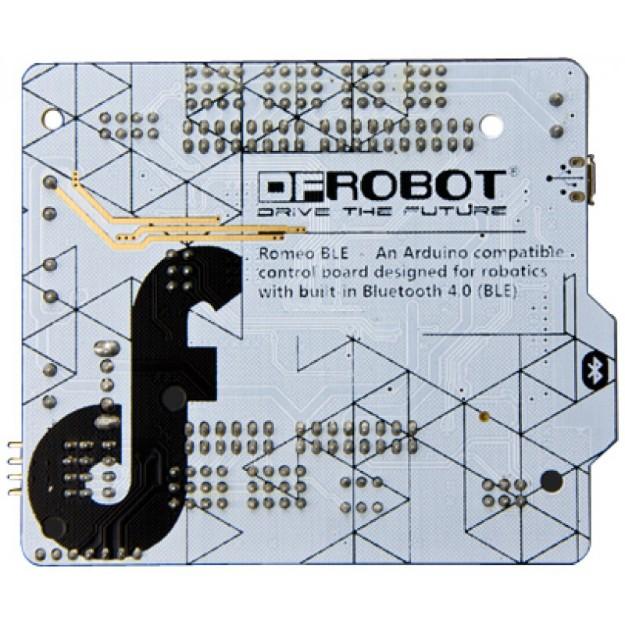 DFROBOT®
DRIVE THE FUTURE
Romeo BLE - An Arduino compatible
control board designed for robotics
with built-in Bluetooth 4.0 (BLE)